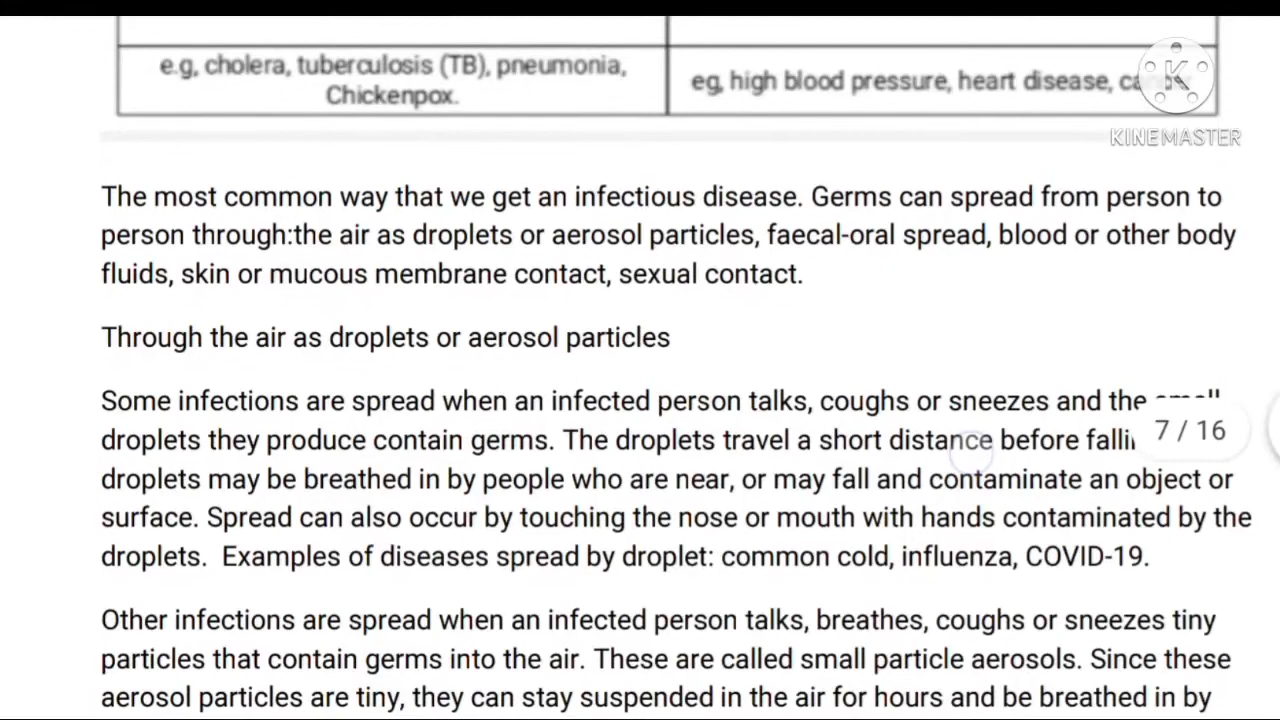 e.g, cholera, tuberculosis (TB), pneumonia,
Chickenpox.
eg, high blood pressure, heart disease,
K
KINEMASTER
The most common way that we get an infectious disease. Germs can spread from person to
person through:the air as droplets or aerosol particles, faecal-oral spread, blood or other body
fluids, skin or mucous membrane contact, sexual contact.
Through the air as droplets or aerosol particles
Some infections are spread when an infected person talks, coughs or sneezes and the
droplets they produce contain germs. The droplets travel a short distance before
7 / 16
droplets may be breathed in by people who are near, or may fall and contaminate an object or
surface. Spread can also occur by touching the nose or mouth with hands contaminated by the
droplets.  Examples of diseases spread by droplet: common cold, influenza, COVID-19.
Other infections are spread when an infected person talks, breathes, coughs or sneezes tiny
particles that contain germs into the air. These are called small particle aerosols. Since these
aerosol particles are tiny, they can stay suspended in the air for hours and be breathed in by